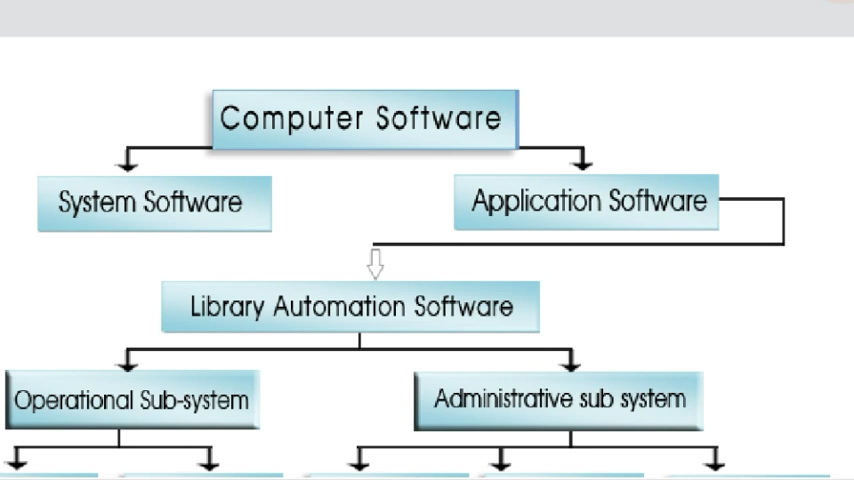 Computer Software
System Software
Application Software
Library Automation Software
Operational Sub-system
Administrative sub system